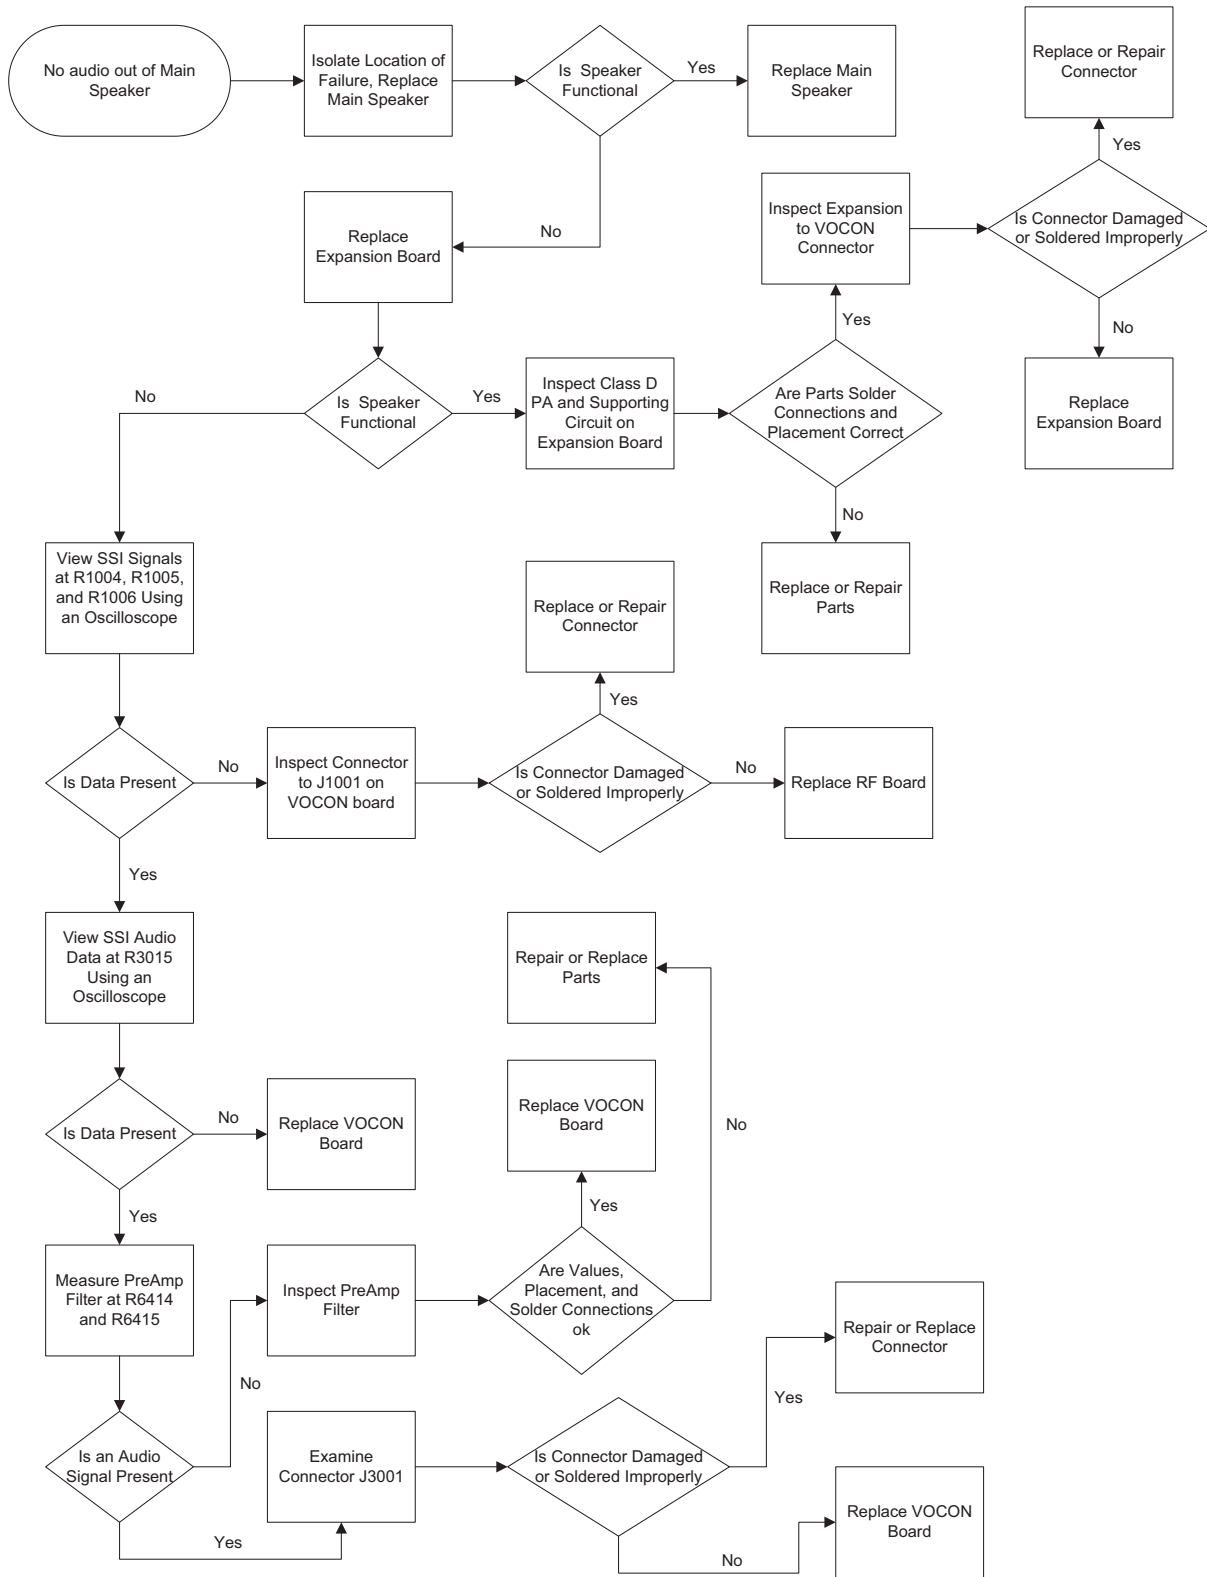 No audio out of Main
Speaker
Isolate Location of
Failure, Replace
Main Speaker
Is Speaker
Functional
Yes
Replace Main
Speaker
Replace or Repair
Connector
Yes
Is Connector Damaged
or Soldered Improperly
No
Replace
Expansion Board
Inspect Expansion
to VOCON
Connector
No
Replace
Expansion Board
Yes
Is Speaker
Functional
No
Yes
Inspect Class D
PA and Supporting
Circuit on
Expansion Board
Are Parts Solder
Connections and
Placement Correct
No
Replace or Repair
Parts
View SSI Signals
at R1004, R1005,
and R1006 Using
an Oscilloscope
Replace or Repair
Connector
Yes
Is Data Present
No
Inspect Connector
to J1001 on
VOCON board
Is Connector Damaged
or Soldered Improperly
No
Replace RF Board
Yes
View SSI Audio
Data at R3015
Using an
Oscilloscope
Repair or Replace
Parts
Is Data Present
No
Replace VOCON
Board
Replace VOCON
Board
No
Yes
Yes
Measure PreAmp
Filter at R6414
and R6415
Inspect PreAmp
Filter
Are Values,
Placement, and
Solder Connections
ok
Repair or Replace
Connector
No
Yes
Is an Audio
Signal Present
Examine
Connector J3001
Is Connector Damaged
or Soldered Improperly
Replace VOCON
Board
Yes
No